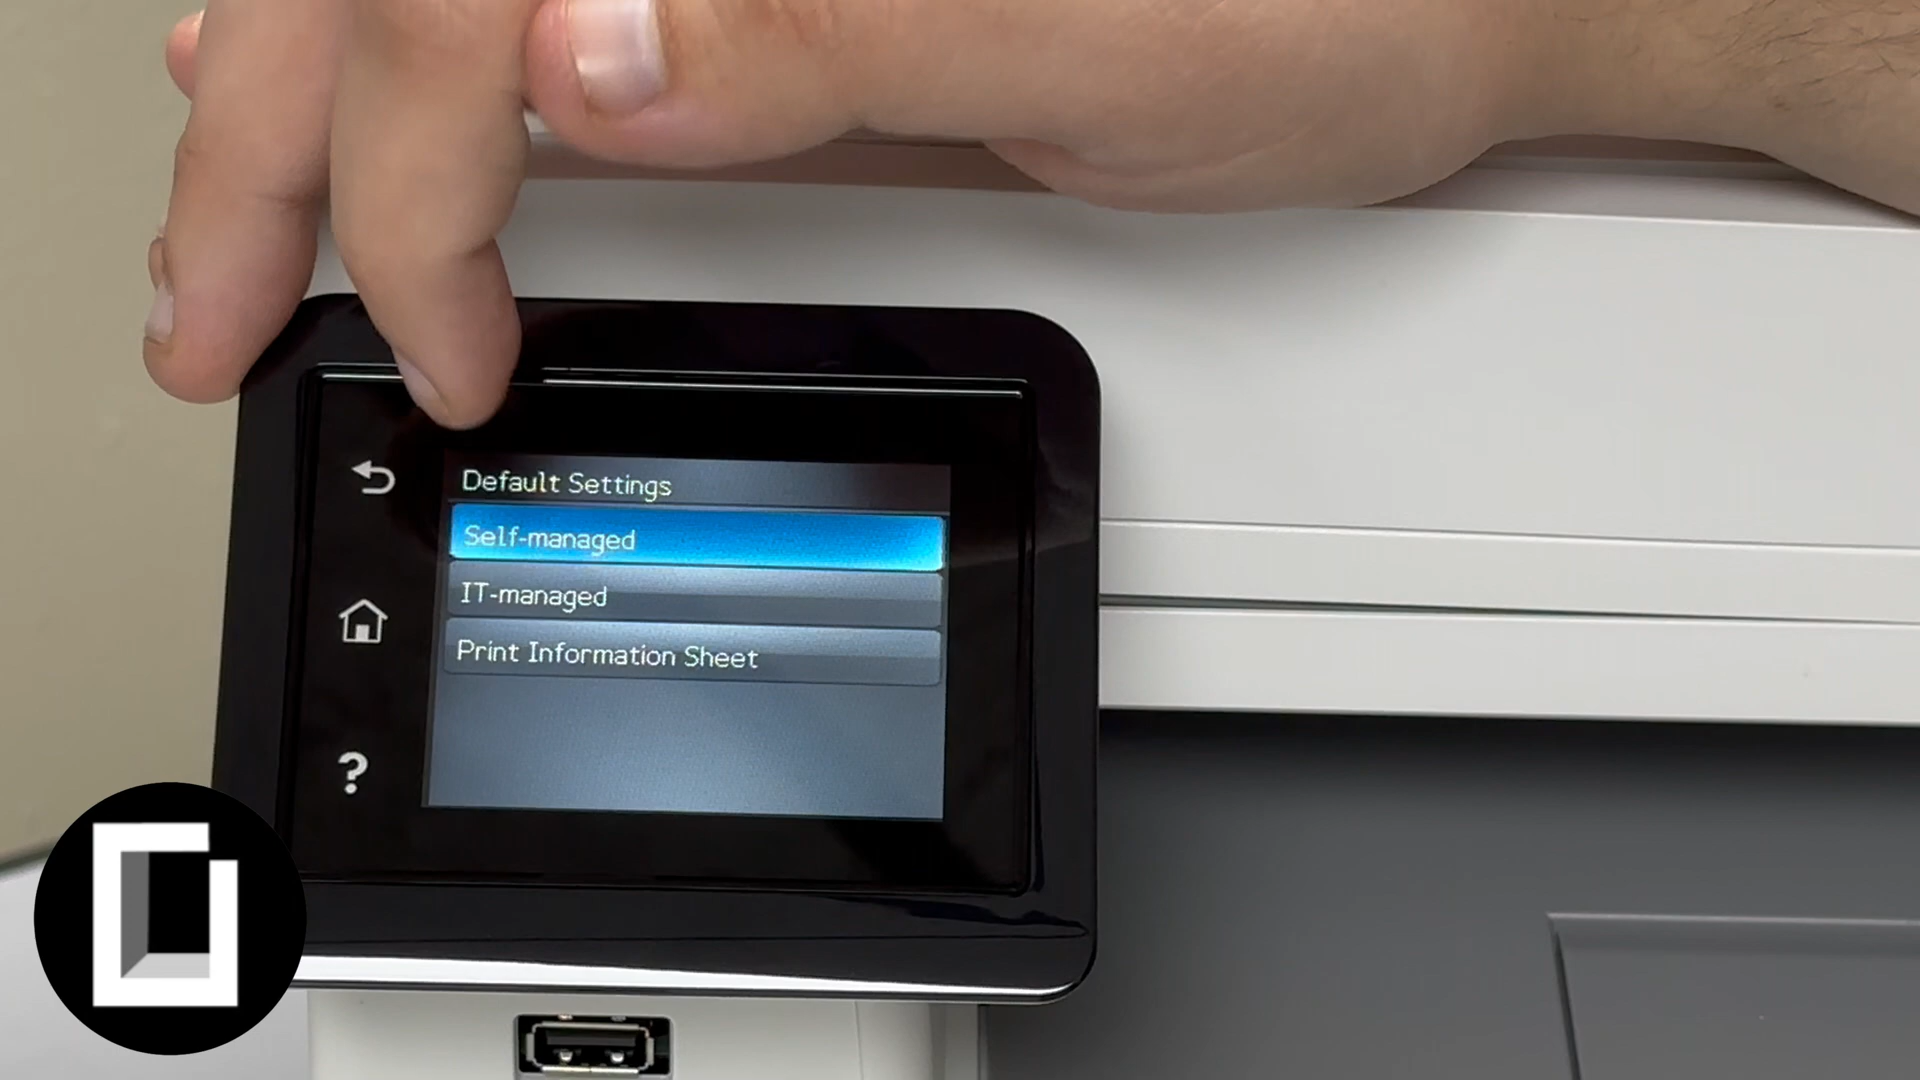 Default Settings
Self-managed
IT-managed
Print Information Sheet
?